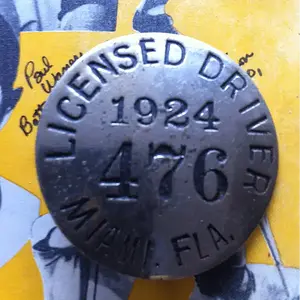 LICENSED DRIVER
1924
476
MIAMI. FLA.
Paul